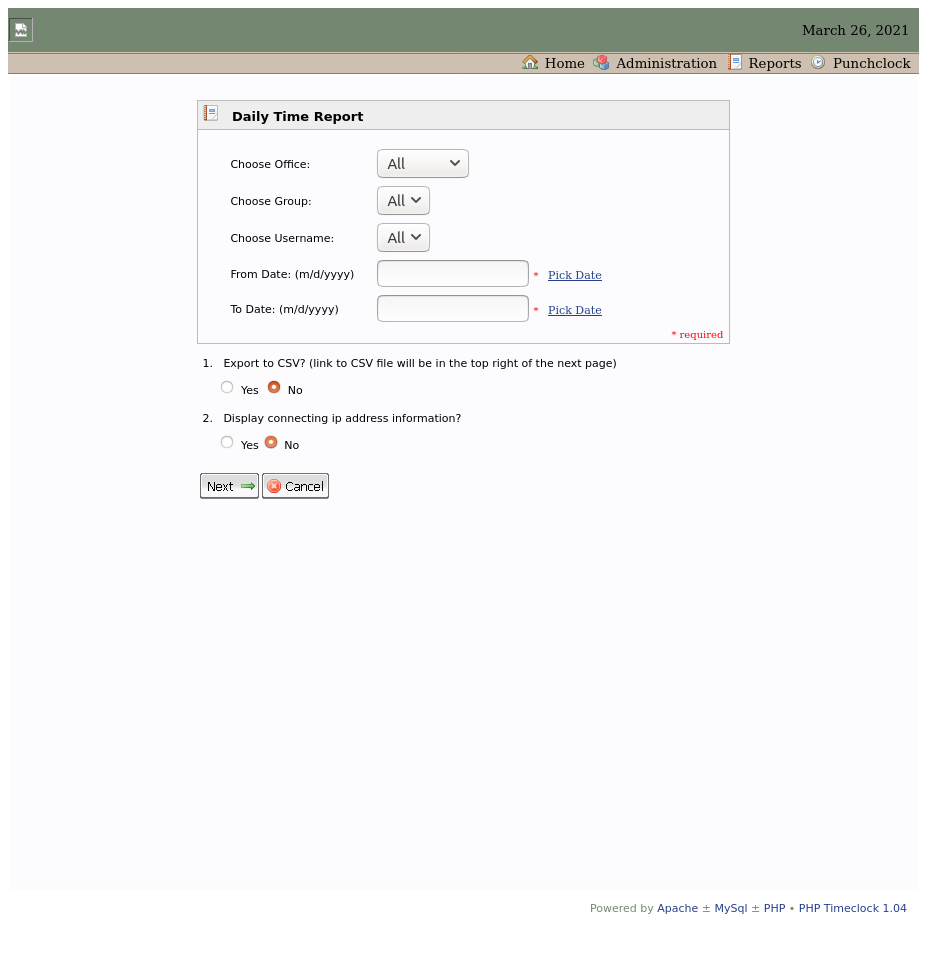 March 26, 2021
Home Administration Reports Punchclock
Daily Time Report
Choose Office: All
Choose Group: All
Choose Username: All
From Date: (m/d/yyyy) * Pick Date
To Date: (m/d/yyyy) * Pick Date
* required
1. Export to CSV? (link to CSV file will be in the top right of the next page)
Yes No
2. Display connecting ip address information?
Yes No
Next Cancel
Powered by Apache ± MySql ± PHP • PHP Timeclock 1.04